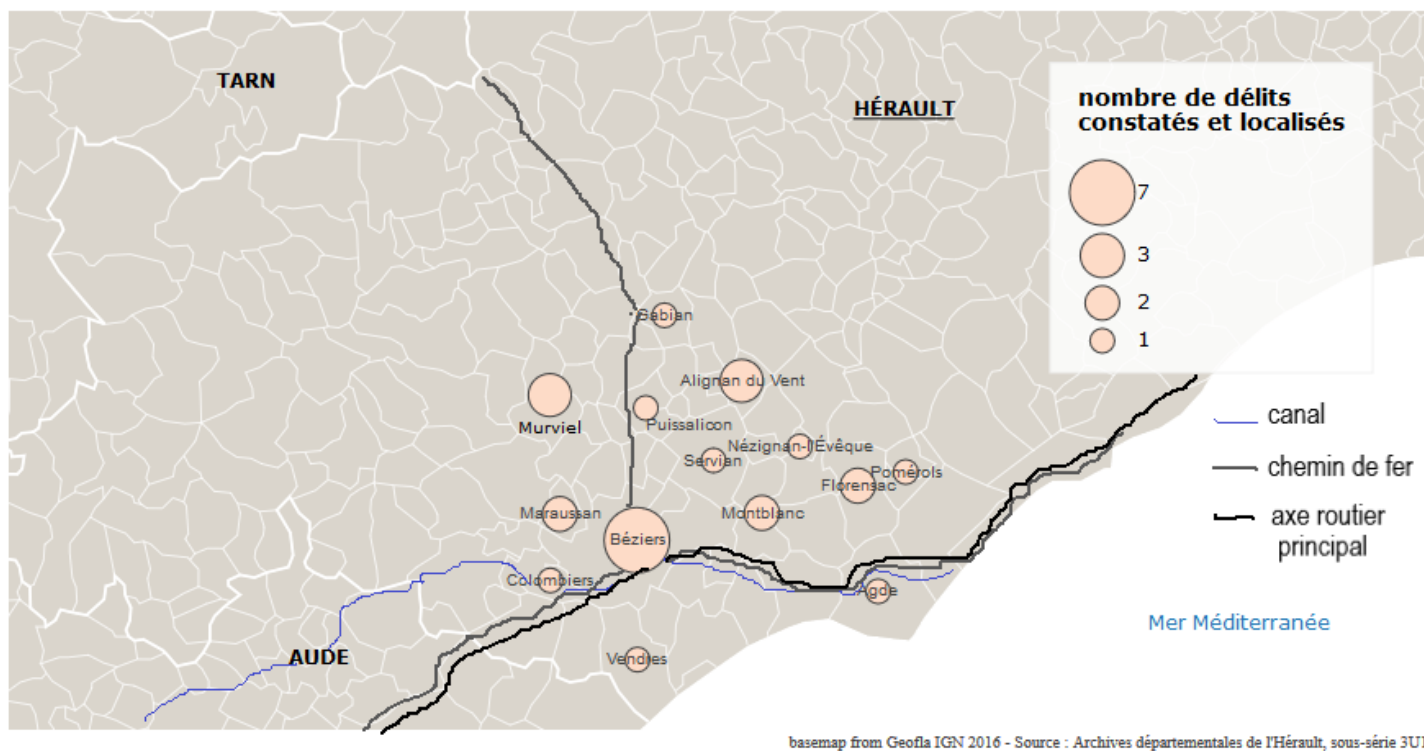 TARN
HÉRAULT
nombre de délits
constatés et localisés
7
3
2
1
Gabian
Alignan du Vent
Murviel
Puissalicon
Nézignan-l'Évêque
Servian
Pomérols
Florensac
Maraussan
Montblanc
Béziers
Colombiers
Agde
Vendres
AUDE
canal
chemin de fer
axe routier
principal
Mer Méditerranée
basemap from Geofla IGN 2016 - Source : Archives départementales de l'Hérault, sous-série 3U1